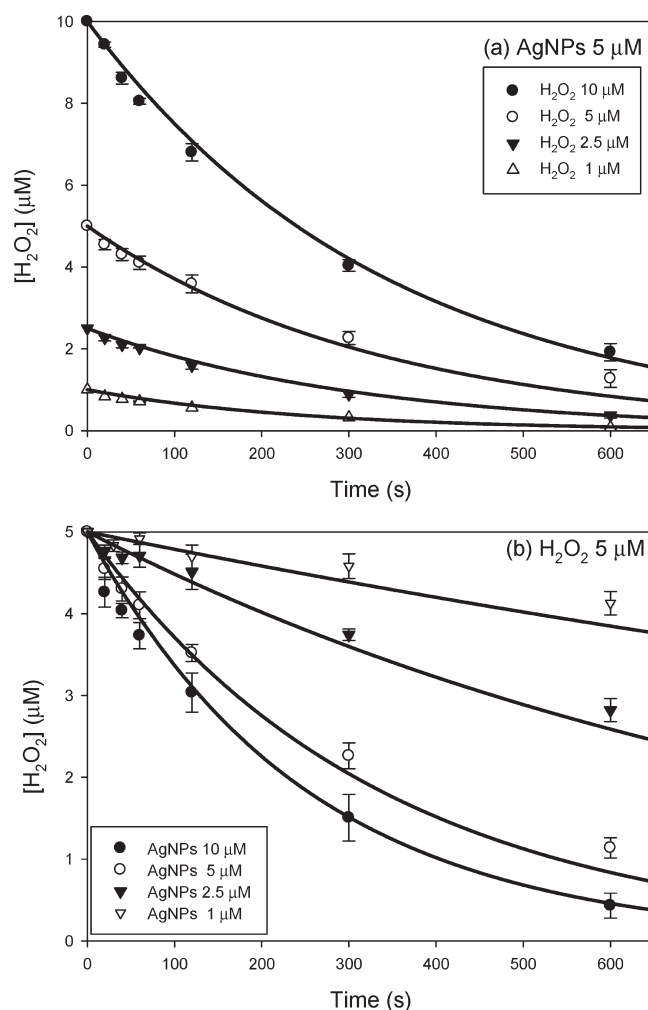 (a) AgNPs 5 μM
H₂O₂ 10 μM
H₂O₂ 5 μM
H₂O₂ 2.5 μM
H₂O₂ 1 μM
[H₂O₂] (μM)
10
8
6
4
2
0
0 100 200 300 400 500 600
Time (s)
(b) H₂O₂ 5 μM
[H₂O₂] (μM)
5
4
3
2
1
0
AgNPs 10 μM
AgNPs 5 μM
AgNPs 2.5 μM
AgNPs 1 μM
0 100 200 300 400 500 600
Time (s)